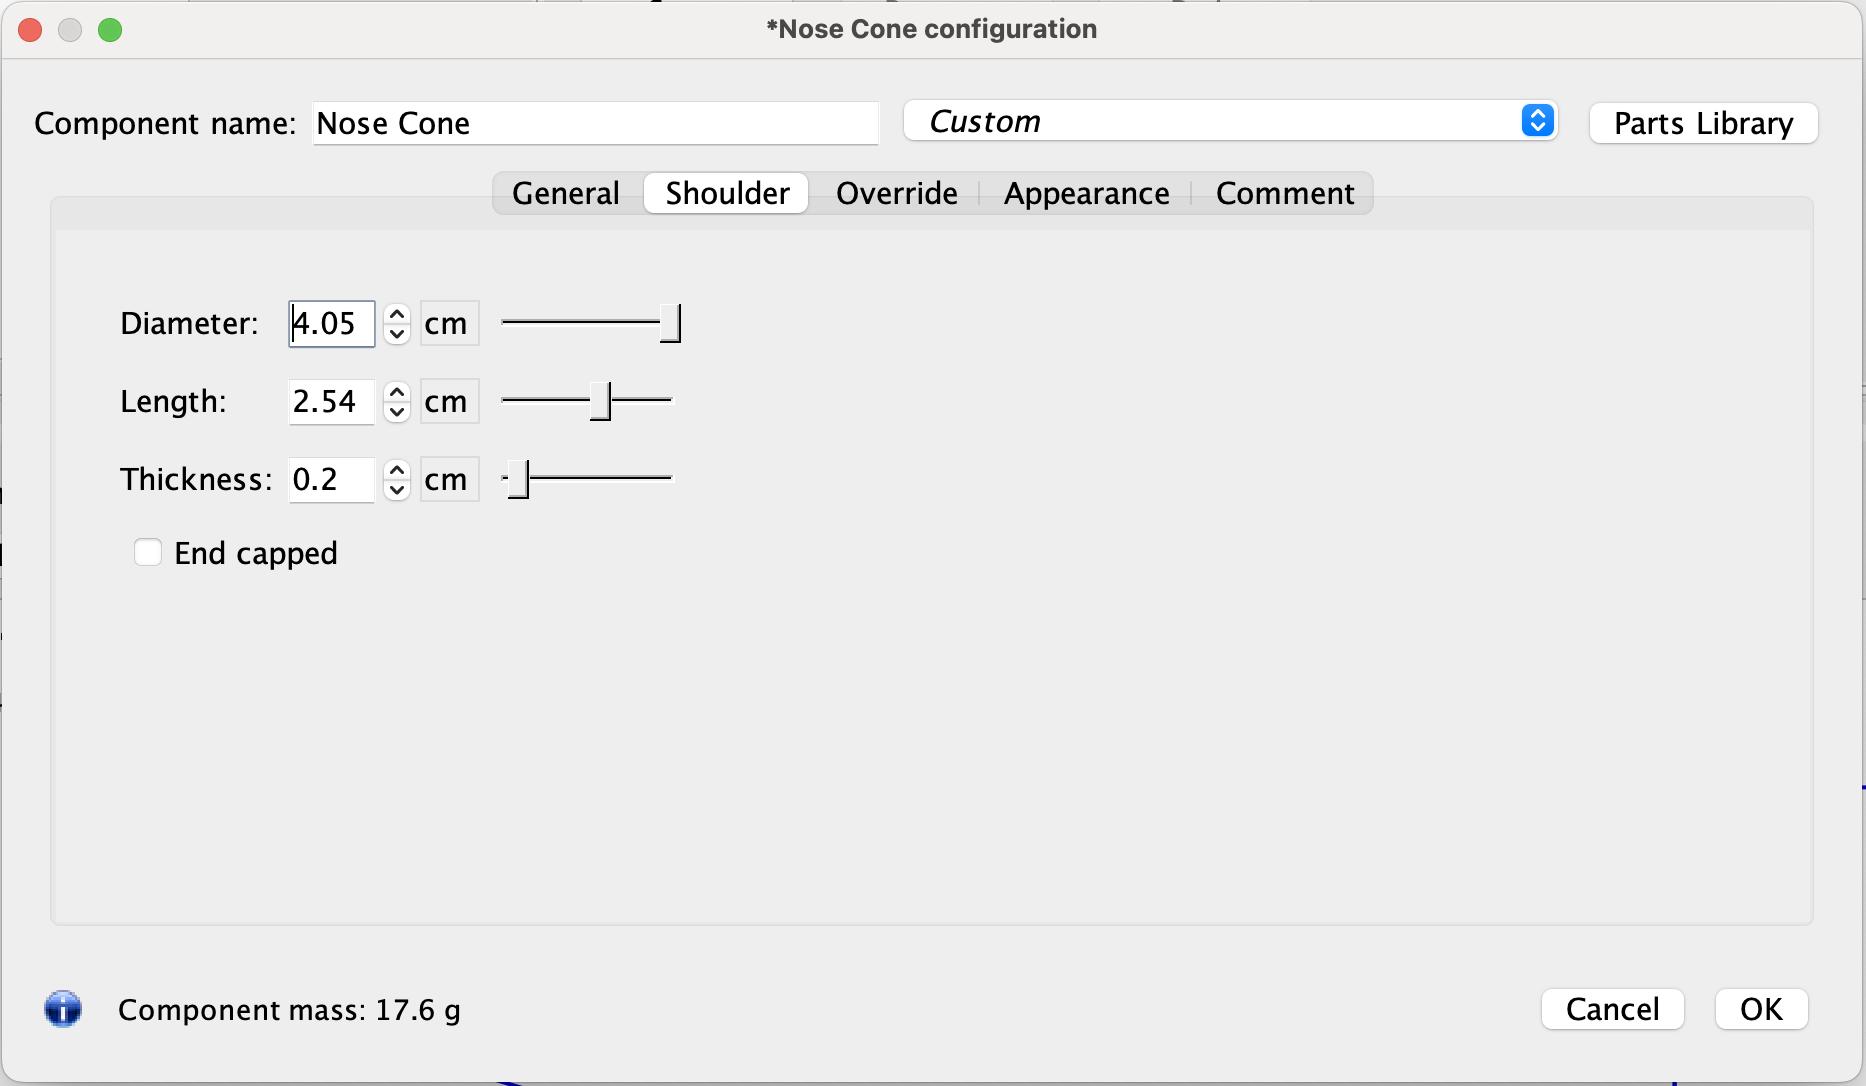 *Nose Cone configuration
Component name: Nose Cone Custom Parts Library
General Shoulder Override Appearance Comment
Diameter: 4.05 cm
Length: 2.54 cm
Thickness: 0.2 cm
End capped
Component mass: 17.6 g Cancel OK